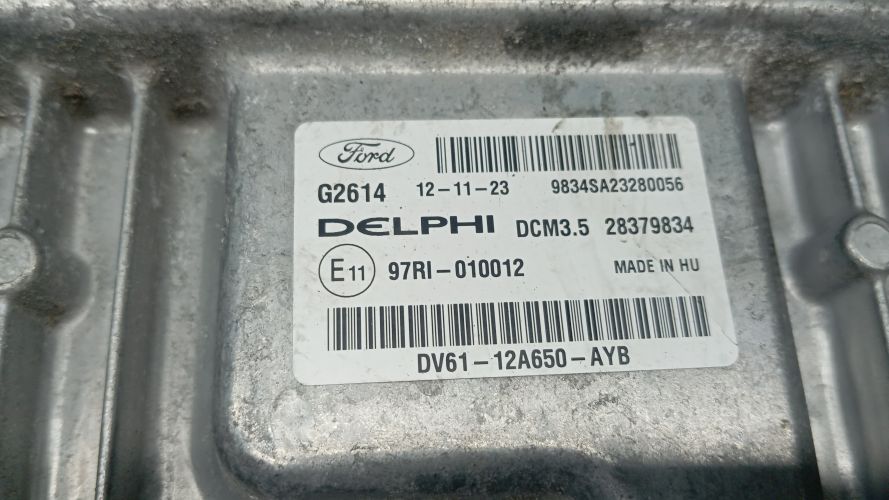 Ford
G2614 12-11-23 9834SA23280056
DELPHI DCM3.5 28379834
E11 97RI-010012 MADE IN HU
DV61-12A650-AYB